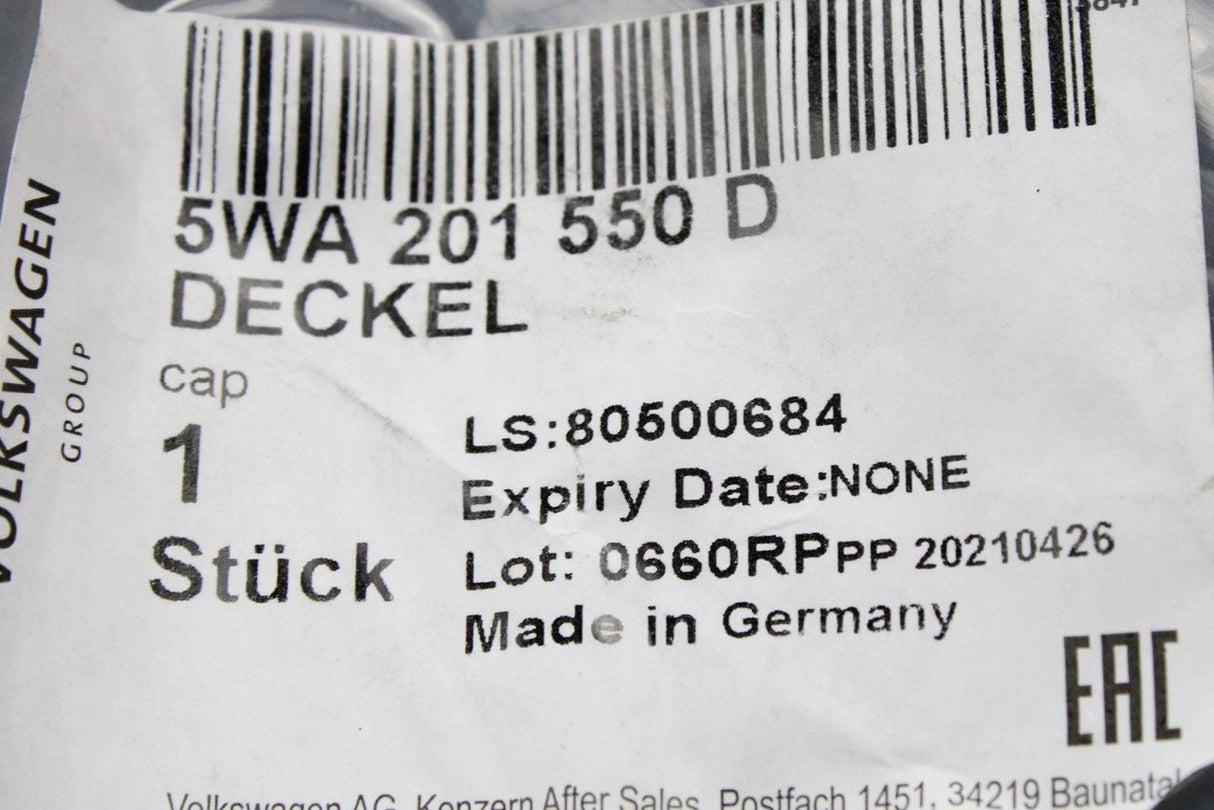 VOLKSWAGEN
GROUP
5WA 201 550 D
DECKEL
cap
1
Stück
LS:80500684
Expiry Date:NONE
Lot: 0660RPPP 20210426
Made in Germany
EAC
Volkswagen AG, Konzern After Sales, Postfach 1451, 34219 Baunatal